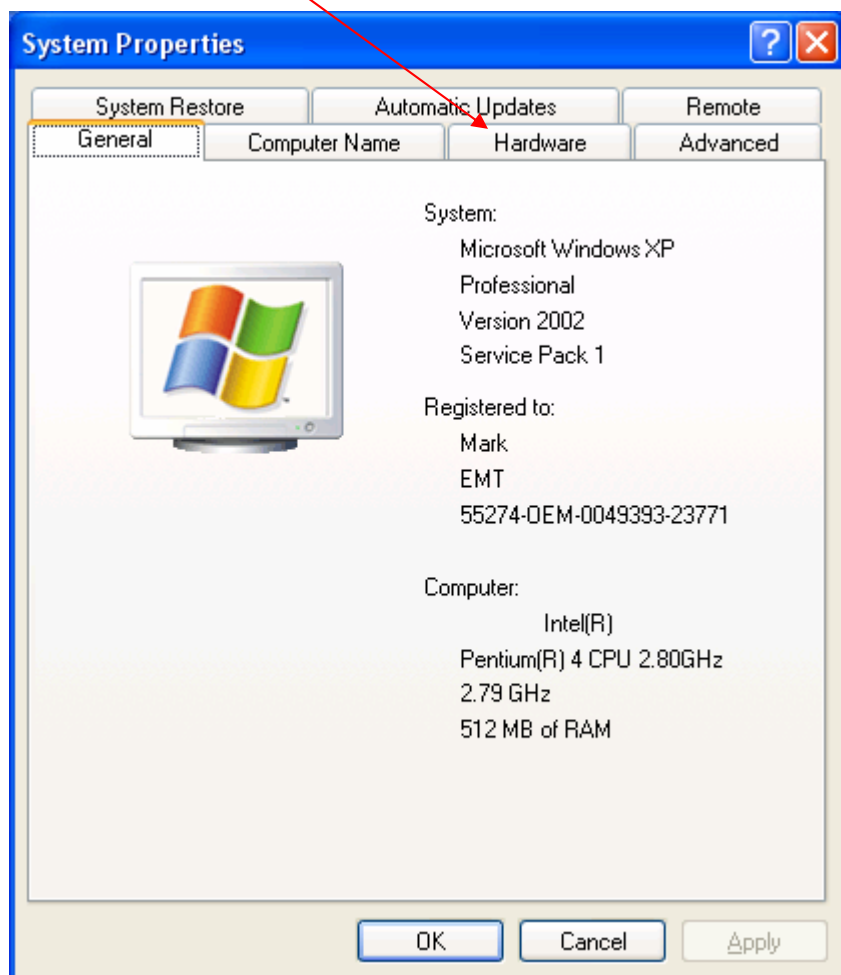 System Properties
System Restore Automatic Updates Remote
General Computer Name Hardware Advanced
System:
Microsoft Windows XP
Professional
Version 2002
Service Pack 1
Registered to:
Mark
EMT
55274-OEM-0049393-23771
Computer:
Intel(R)
Pentium(R) 4 CPU 2.80GHz
2.79 GHz
512 MB of RAM
OK Cancel Apply